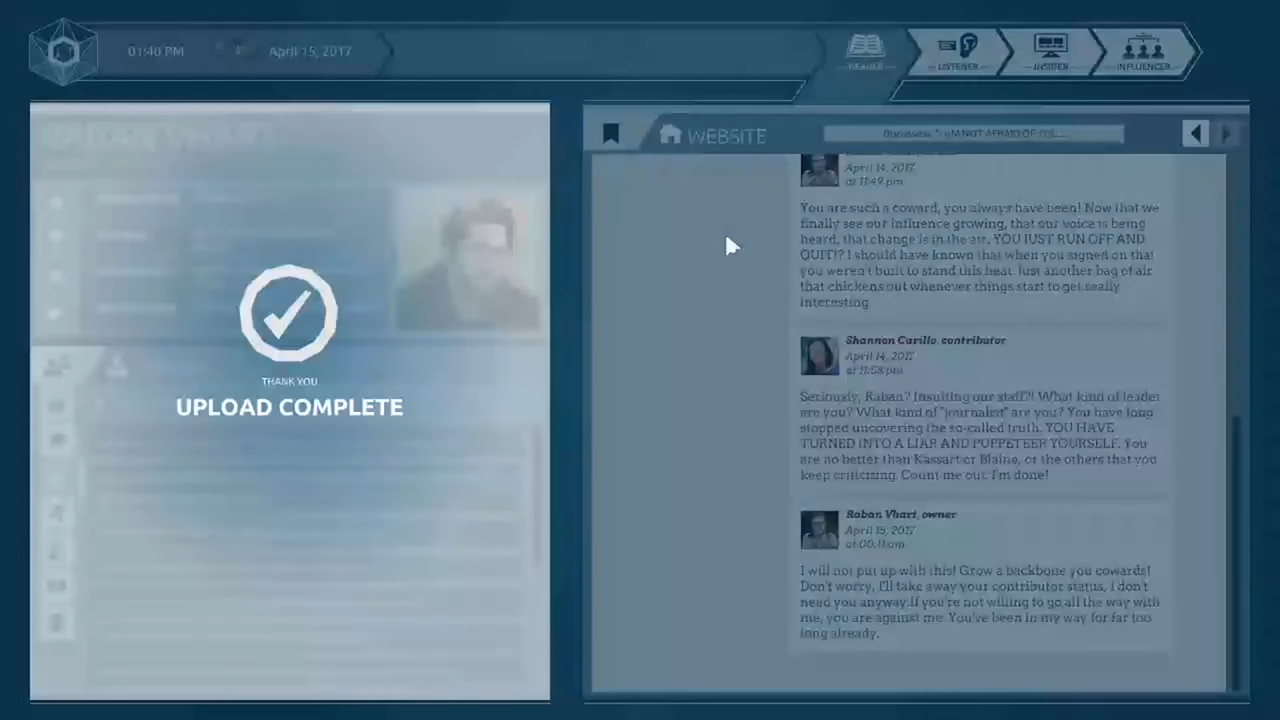 01:40 PM
April 15, 2017
READER
LISTENER
INSIDER
INFLUENCER
THANK YOU
UPLOAD COMPLETE
WEBSITE
Discussion: "I AM NOT AFRAID OF YOU...
April 14, 2017
at 11:49 pm
You are such a coward, you always have been! Now that we
finally see our influence growing, that our voice is being
heard, that change is in the air, YOU JUST RUN OFF AND
QUIT!? I should have known that when you signed on that
you weren't built to stand this heat. Just another bag of air
that chickens out whenever things start to get really
interesting.
Shannon Carillo, contributor
April 14, 2017
at 11:58 pm
Seriously, Raban? Insulting our staff?! What kind of leader
are you? What kind of "journalist" are you? You have long
stopped uncovering the so-called truth. YOU HAVE
TURNED INTO A LIAR AND PUPPETEER YOURSELF. You
are no better than Kassart or Blaine, or the others that you
keep criticizing. Count me out. I'm done!
Raban Vhart, owner
April 15, 2017
at 00:11 am
I will not put up with this! Grow a backbone you cowards!
Don't worry, I'll take away your contributor status, I don't
need you anyway.If you're not willing to go all the way with
me, you are against me. You've been in my way for far too
long already.